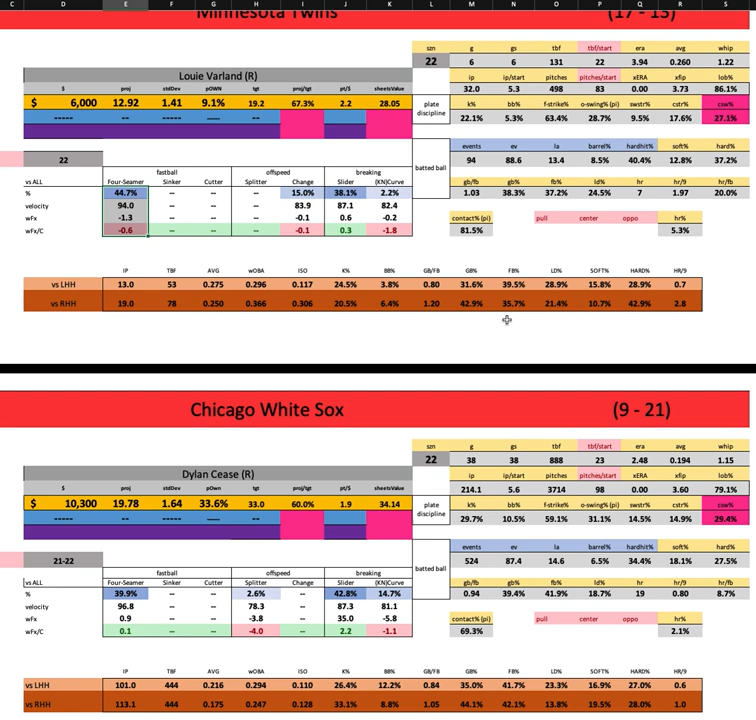 C D E F G H I J K L M N O P Q R S
Minnesota Twins (17 - 13)
szn g gs tbf tbf/start era avg whip
22 6 6 131 22 3.94 0.260 1.22
Louie Varland (R) ip ip/start pitches pitches/start xERA xfip lob%
$ proj stdDev pOWN tgt proj/tgt pt/$ sheetsValue 32.0 5.3 498 83 0.00 3.73 86.1%
$ 6,000 12.92 1.41 9.1% 19.2 67.3% 2.2 28.05 plate discipline k% bb% f-strike% o-swing% (pi) swstr% cstr% csw%
----- -- -- ----- -- 22.1% 5.3% 63.4% 28.7% 9.5% 17.6% 27.1%
events ev la barrel% hardhit% soft% hard%
22 batted ball 94 88.6 13.4 8.5% 40.4% 12.8% 37.2%
fastball offspeed breaking
vs ALL Four-Seamer Sinker Cutter Splitter Change Slider (KN)Curve gb/fb gb% fb% ld% hr hr/9 hr/fb
% 44.7% -- -- -- 15.0% 38.1% 2.2% 1.03 38.3% 37.2% 24.5% 7 1.97 20.0%
velocity 94.0 -- -- -- 83.9 87.1 82.4
wFx -1.3 -- -- -- -0.1 0.6 -0.2 contact% (pi) pull center oppo hr%
wFx/C -0.6 -- -- -- -0.1 0.3 -1.8 81.5% 5.3%
IP TBF AVG wOBA ISO K% BB% GB/FB GB% FB% LD% SOFT% HARD% HR/9
vs LHH 13.0 53 0.275 0.296 0.117 24.5% 3.8% 0.80 31.6% 39.5% 28.9% 15.8% 28.9% 0.7
vs RHH 19.0 78 0.250 0.366 0.306 20.5% 6.4% 1.20 42.9% 35.7% 21.4% 10.7% 42.9% 2.8
Chicago White Sox (9 - 21)
szn g gs tbf tbf/start era avg whip
22 38 38 888 23 2.48 0.194 1.15
Dylan Cease (R) ip ip/start pitches pitches/start xERA xfip lob%
$ proj stdDev pOwn tgt proj/tgt pt/$ sheetsValue 214.1 5.6 3714 98 0.00 3.60 79.1%
$ 10,300 19.78 1.64 33.6% 33.0 60.0% 1.9 34.14 plate discipline k% bb% f-strike% o-swing% (pi) swstr% cstr% csw%
----- -- -- ----- -- 29.7% 10.5% 59.1% 31.1% 14.5% 14.9% 29.4%
events ev la barrel% hardhit% soft% hard%
21-22 batted ball 524 87.4 14.6 6.5% 34.4% 18.1% 27.5%
fastball offspeed breaking
vs ALL Four-Seamer Sinker Cutter Splitter Change Slider (KN)Curve gb/fb gb% fb% ld% hr hr/9 hr/fb
% 39.9% -- -- 2.6% -- 42.8% 14.7% 0.94 39.4% 41.9% 18.7% 19 0.80 8.7%
velocity 96.8 -- -- 78.3 -- 87.3 81.1
wFx 0.9 -- -- -3.8 -- 35.0 -5.8 contact% (pi) pull center oppo hr%
wFx/C 0.1 -- -- -4.0 -- 2.2 -1.1 69.3% 2.1%
IP TBF AVG wOBA ISO K% BB% GB/FB GB% FB% LD% SOFT% HARD% HR/9
vs LHH 101.0 444 0.216 0.294 0.110 26.4% 12.2% 0.84 35.0% 41.7% 23.3% 16.9% 27.0% 0.6
vs RHH 113.1 444 0.175 0.247 0.128 33.1% 8.8% 1.05 44.1% 42.1% 13.8% 19.5% 28.0% 1.0